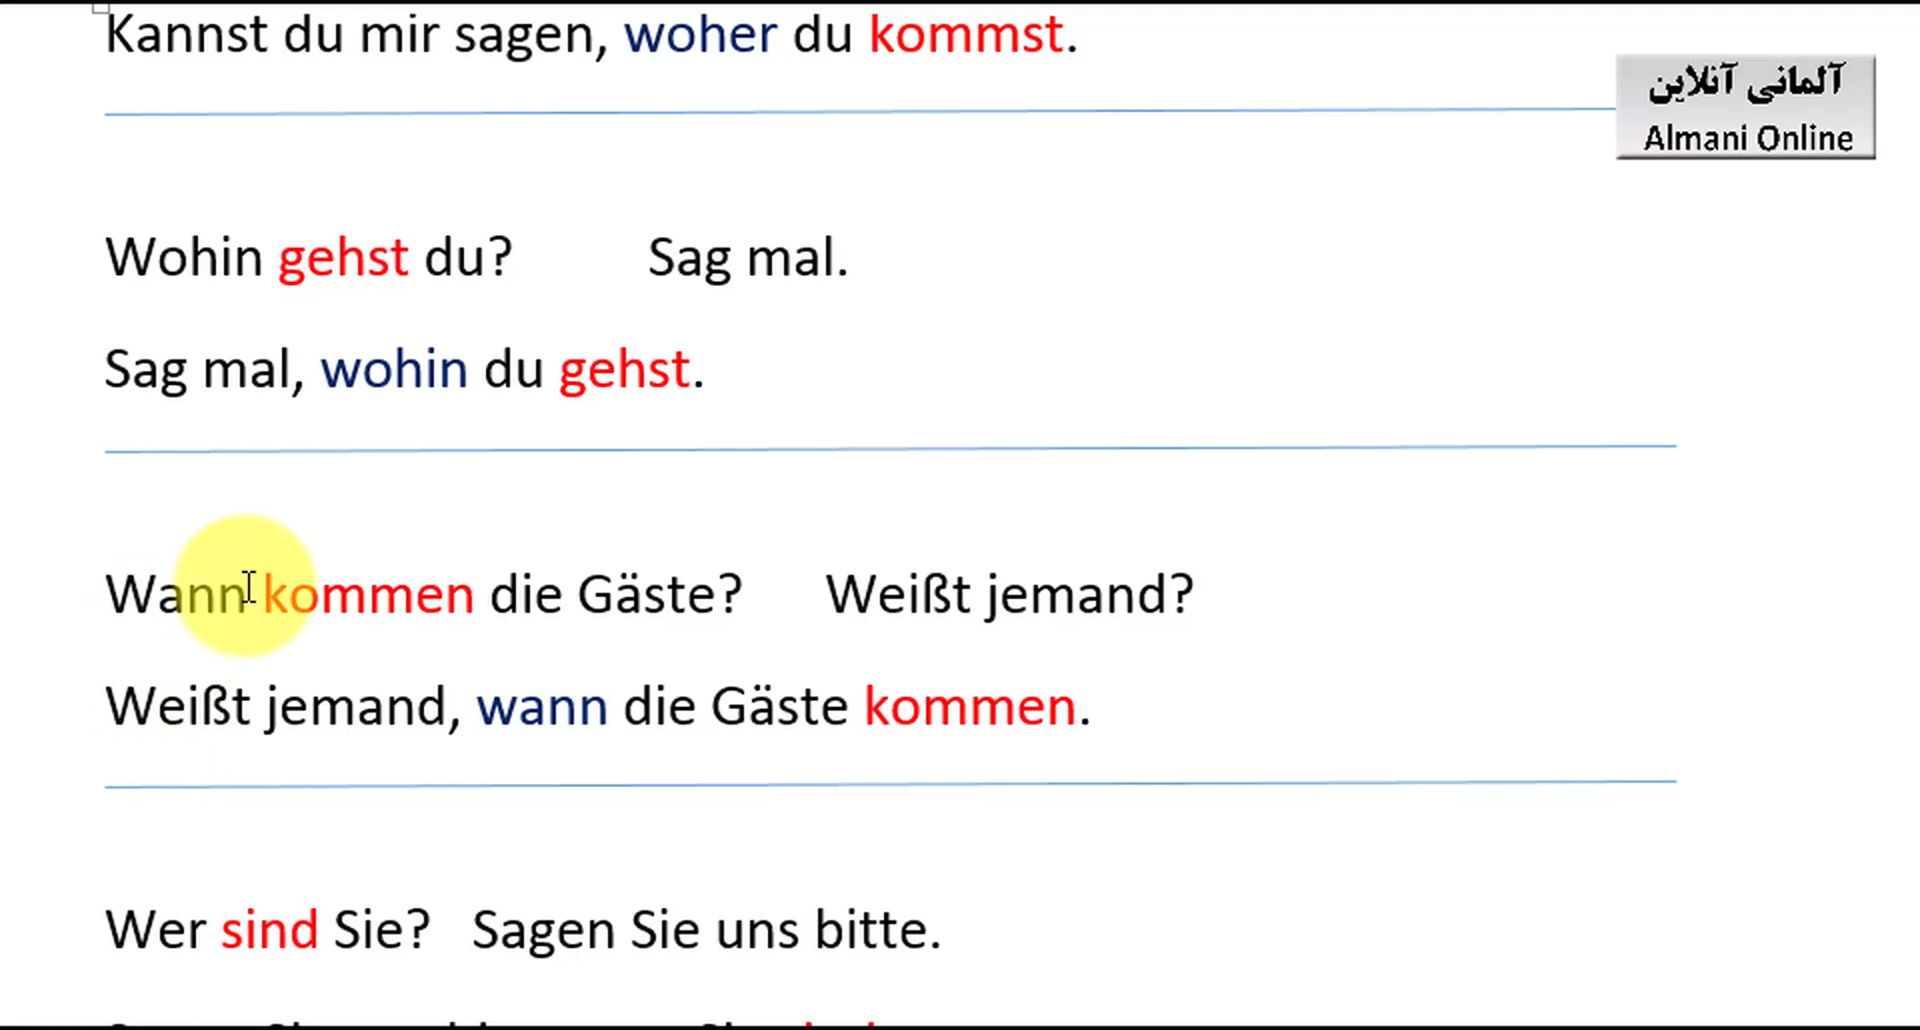 Kannst du mir sagen, woher du kommst.
آلمانی آنلاین
Almani Online
Wohin gehst du? Sag mal.
Sag mal, wohin du gehst.
Wann kommen die Gäste? Weißt jemand?
Weißt jemand, wann die Gäste kommen.
Wer sind Sie? Sagen Sie uns bitte.